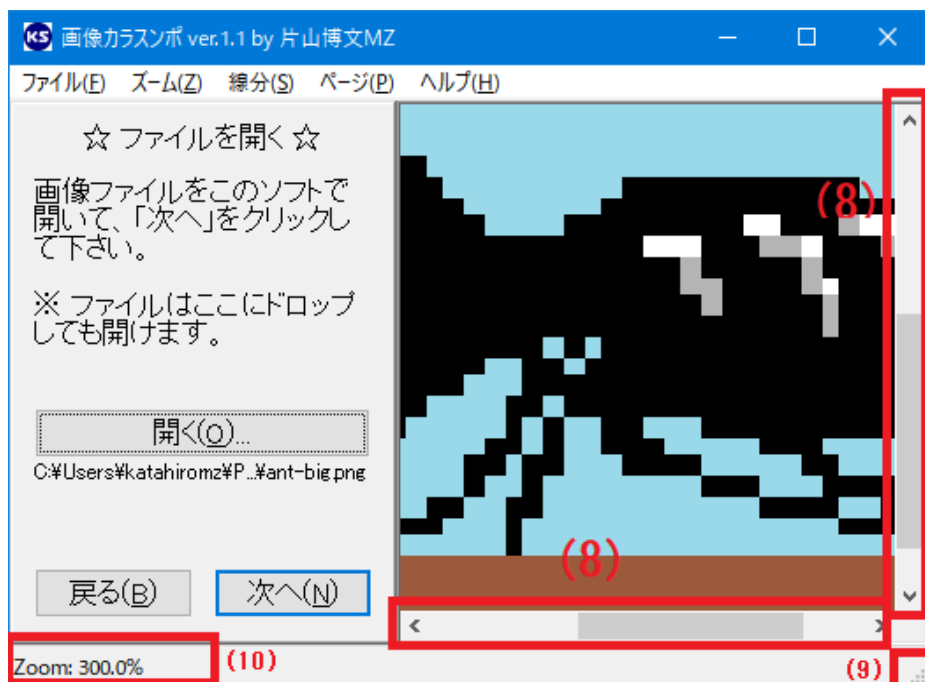 KS 画像カラスンポ ver.1.1 by 片山博文MZ
ファイル(F) ズーム(Z) 線分(S) ページ(P) ヘルプ(H)
☆ ファイルを開く ☆
画像ファイルをこのソフトで
開いて、「次へ」をクリックし
て下さい。
※ ファイルはここにドロップ
しても開けます。
開く(O)...
C:¥Users¥katahiromz¥P...¥ant-big.png
戻る(B) 次へ(N)
(8)
(8)
Zoom: 300.0% (10)
(9)